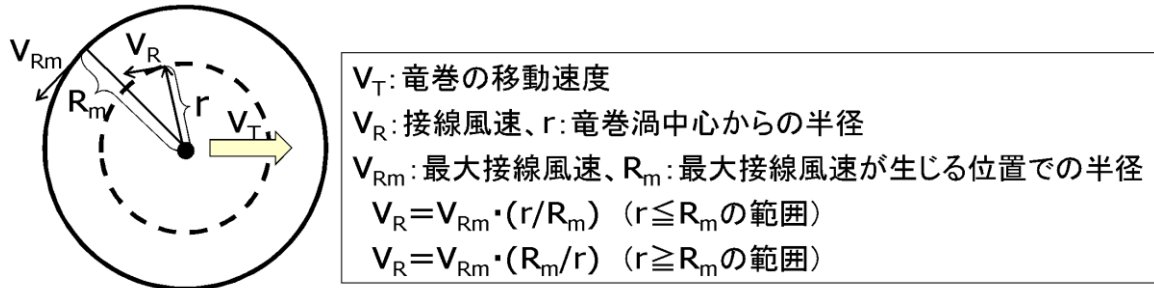 V_Rm
V_R
R_m
r
V_T
V_T:竜巻の移動速度
V_R:接線風速、r:竜巻渦中心からの半径
V_Rm:最大接線風速、R_m:最大接線風速が生じる位置での半径
V_R=V_Rm・(r/R_m) (r≦R_mの範囲)
V_R=V_Rm・(R_m/r) (r≧R_mの範囲)